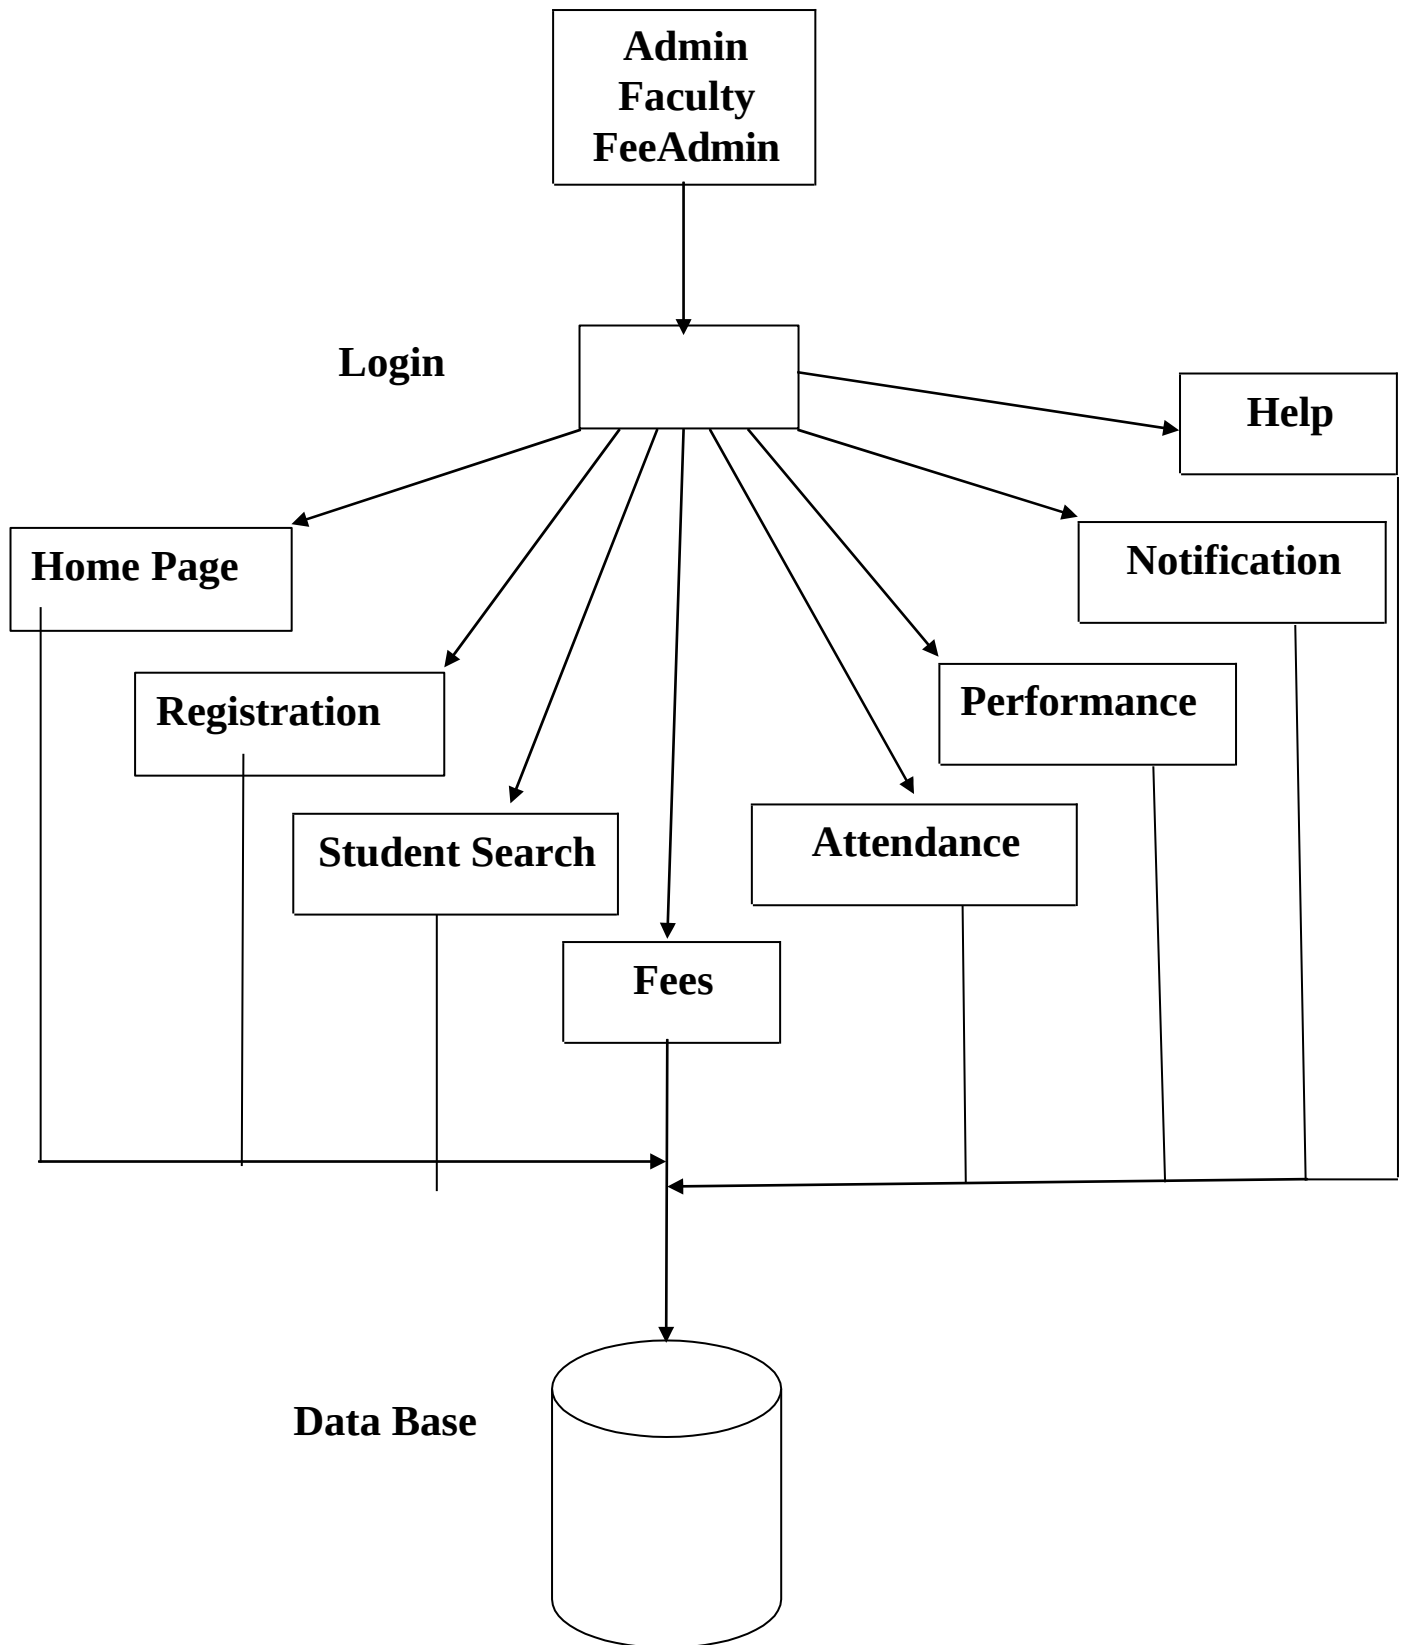 Admin
Faculty
FeeAdmin
Login
Help
Home Page
Notification
Registration
Performance
Student Search
Attendance
Fees
Data Base